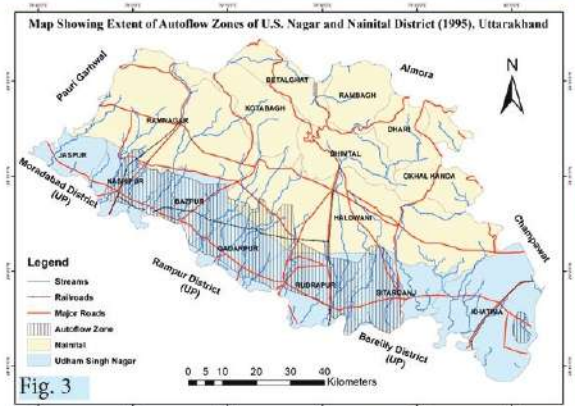 Map Showing Extent of Autoflow Zones of U.S. Nagar and Nainital District (1995), Uttarakhand
Pauri Garhwal
Almora
N
BETALGHAT
RAMBAGH
KOTABAGH
RAMNAGAR
DHARI
BHIMTAL
JASPUR
OKHALKANDA
KASHIPUR
Moradabad District
(UP)
BAZPUR
HALDWANI
Champawat
GADARPUR
Legend
Rampur District
(UP)
RUDRAPUR
SITARGANJ
KHATIMA
Streams
Railroads
Major Roads
Autoflow Zone
Nainital
Udham Singh Nagar
Bareilly District
(UP)
0 5 10 20 30 40
Kilometers
Fig. 3